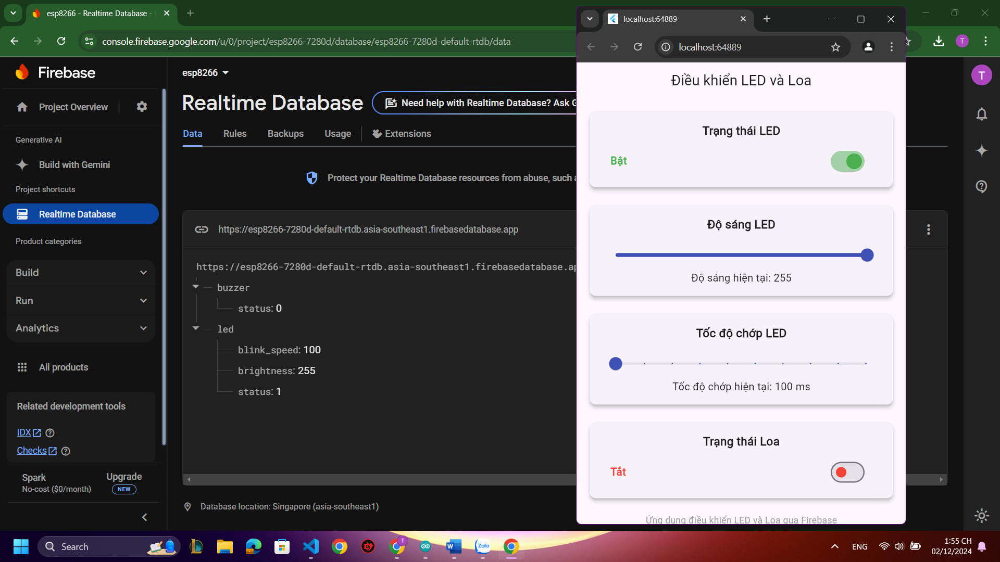 esp8266 - Realtime Database -
console.firebase.google.com/u/0/project/esp8266-7280d/database/esp8266-7280d-default-rtdb/data
T
Firebase
Project Overview
Generative AI
Build with Gemini
Project shortcuts
Realtime Database
Product categories
Build
Run
Analytics
All products
Related development tools
IDX
Checks
Spark
No-cost ($0/month)
Upgrade
NEW
esp8266
Realtime Database
Need help with Realtime Database? Ask G
Data
Rules
Backups
Usage
Extensions
Protect your Realtime Database resources from abuse, such a
https://esp8266-7280d-default-rtdb.asia-southeast1.firebasedatabase.app
https://esp8266-7280d-default-rtdb.asia-southeast1.firebasedatabase.ap
buzzer
status: 0
led
blink_speed: 100
brightness: 255
status: 1
Database location: Singapore (asia-southeast1)
T
localhost:64889
localhost:64889
Điều khiển LED và Loa
Trạng thái LED
Bật
Độ sáng LED
Độ sáng hiện tại: 255
Tốc độ chớp LED
Tốc độ chớp hiện tại: 100 ms
Trạng thái Loa
Tắt
Ứng dụng điều khiển LED và Loa qua Firebase
Search
T
Zalo
ENG
1:55 CH
02/12/2024